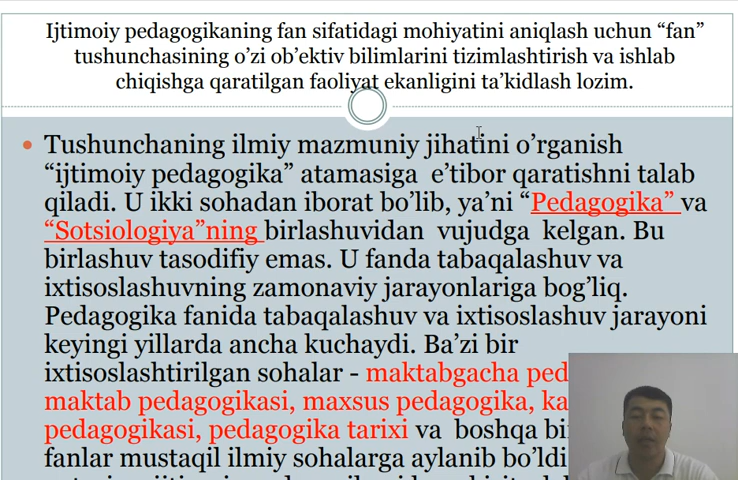 Ijtimoiy pedagogikaning fan sifatidagi mohiyatini aniqlash uchun “fan”
tushunchasining o’zi ob’ektiv bilimlarini tizimlashtirish va ishlab
chiqishga qaratilgan faoliyat ekanligini ta’kidlash lozim.
Tushunchaning ilmiy mazmuniy jihatini o’rganish
“ijtimoiy pedagogika” atamasiga e’tibor qaratishni talab
qiladi. U ikki sohadan iborat bo’lib, ya’ni “Pedagogika” va
“Sotsiologiya”ning birlashuvidan vujudga kelgan. Bu
birlashuv tasodifiy emas. U fanda tabaqalashuv va
ixtisoslashuvning zamonaviy jarayonlariga bog’liq.
Pedagogika fanida tabaqalashuv va ixtisoslashuv jarayoni
keyingi yillarda ancha kuchaydi. Ba’zi bir
ixtisoslashtirilgan sohalar - maktabgacha
maktab pedagogikasi, maxsus pedagogika,
pedagogikasi, pedagogika tarixi va boshqa
fanlar mustaqil ilmiy sohalarga aylanib bo’ldi